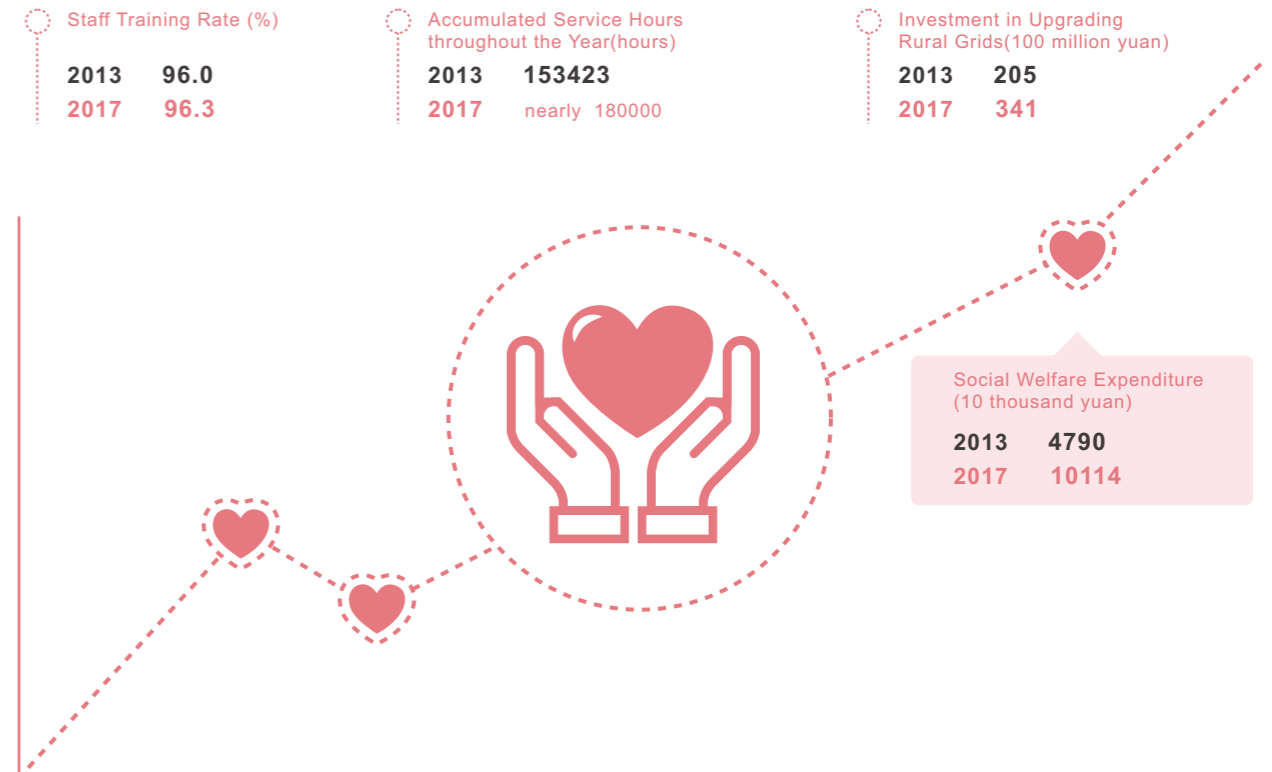 Staff Training Rate (%)
2013 96.0
2017 96.3
Accumulated Service Hours
throughout the Year(hours)
2013 153423
2017 nearly 180000
Investment in Upgrading
Rural Grids(100 million yuan)
2013 205
2017 341
Social Welfare Expenditure
(10 thousand yuan)
2013 4790
2017 10114